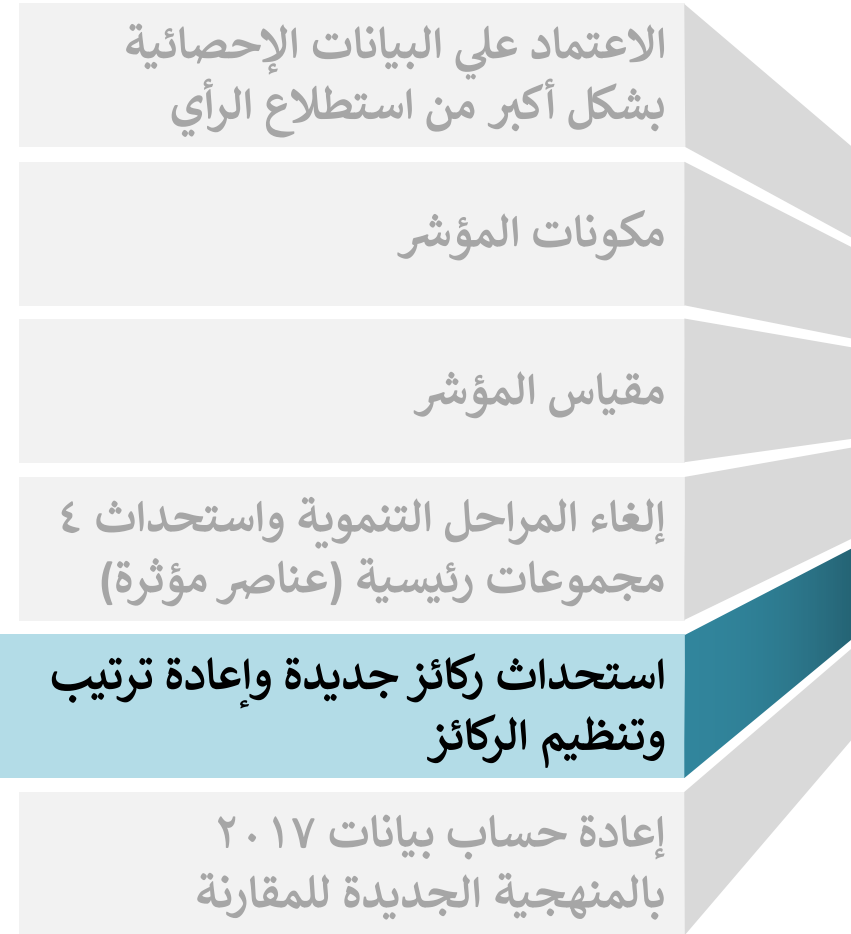 الاعتماد علي البيانات الإحصائية
بشكل أكبر من استطلاع الرأي
مكونات المؤشر
مقياس المؤشر
إلغاء المراحل التنموية واستحداث ٤
مجموعات رئيسية (عناصر مؤثرة)
استحداث ركائز جديدة وإعادة ترتيب
وتنظيم الركائز
إعادة حساب بيانات ٢٠١٧
بالمنهجية الجديدة للمقارنة